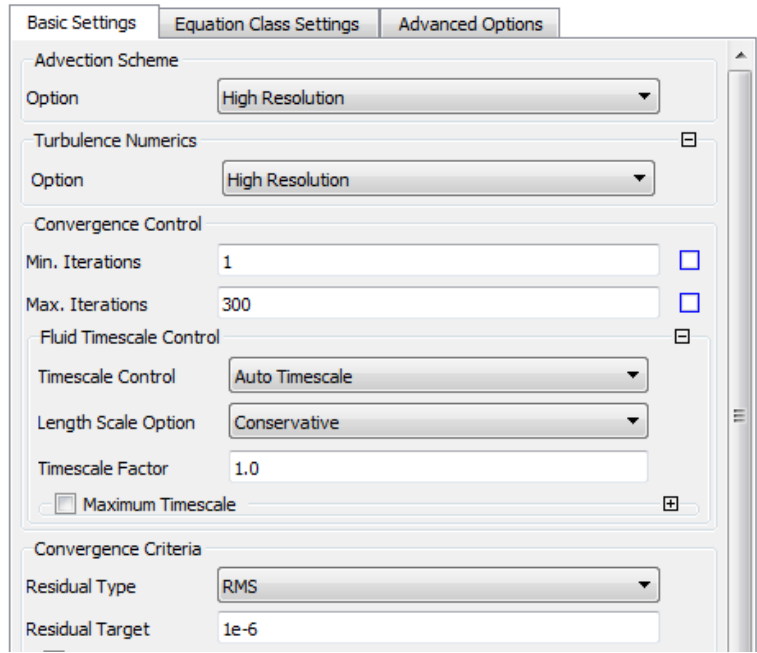 Basic Settings Equation Class Settings Advanced Options
Advection Scheme
Option High Resolution
Turbulence Numerics
Option High Resolution
Convergence Control
Min. Iterations 1
Max. Iterations 300
Fluid Timescale Control
Timescale Control Auto Timescale
Length Scale Option Conservative
Timescale Factor 1.0
Maximum Timescale
Convergence Criteria
Residual Type RMS
Residual Target 1e-6